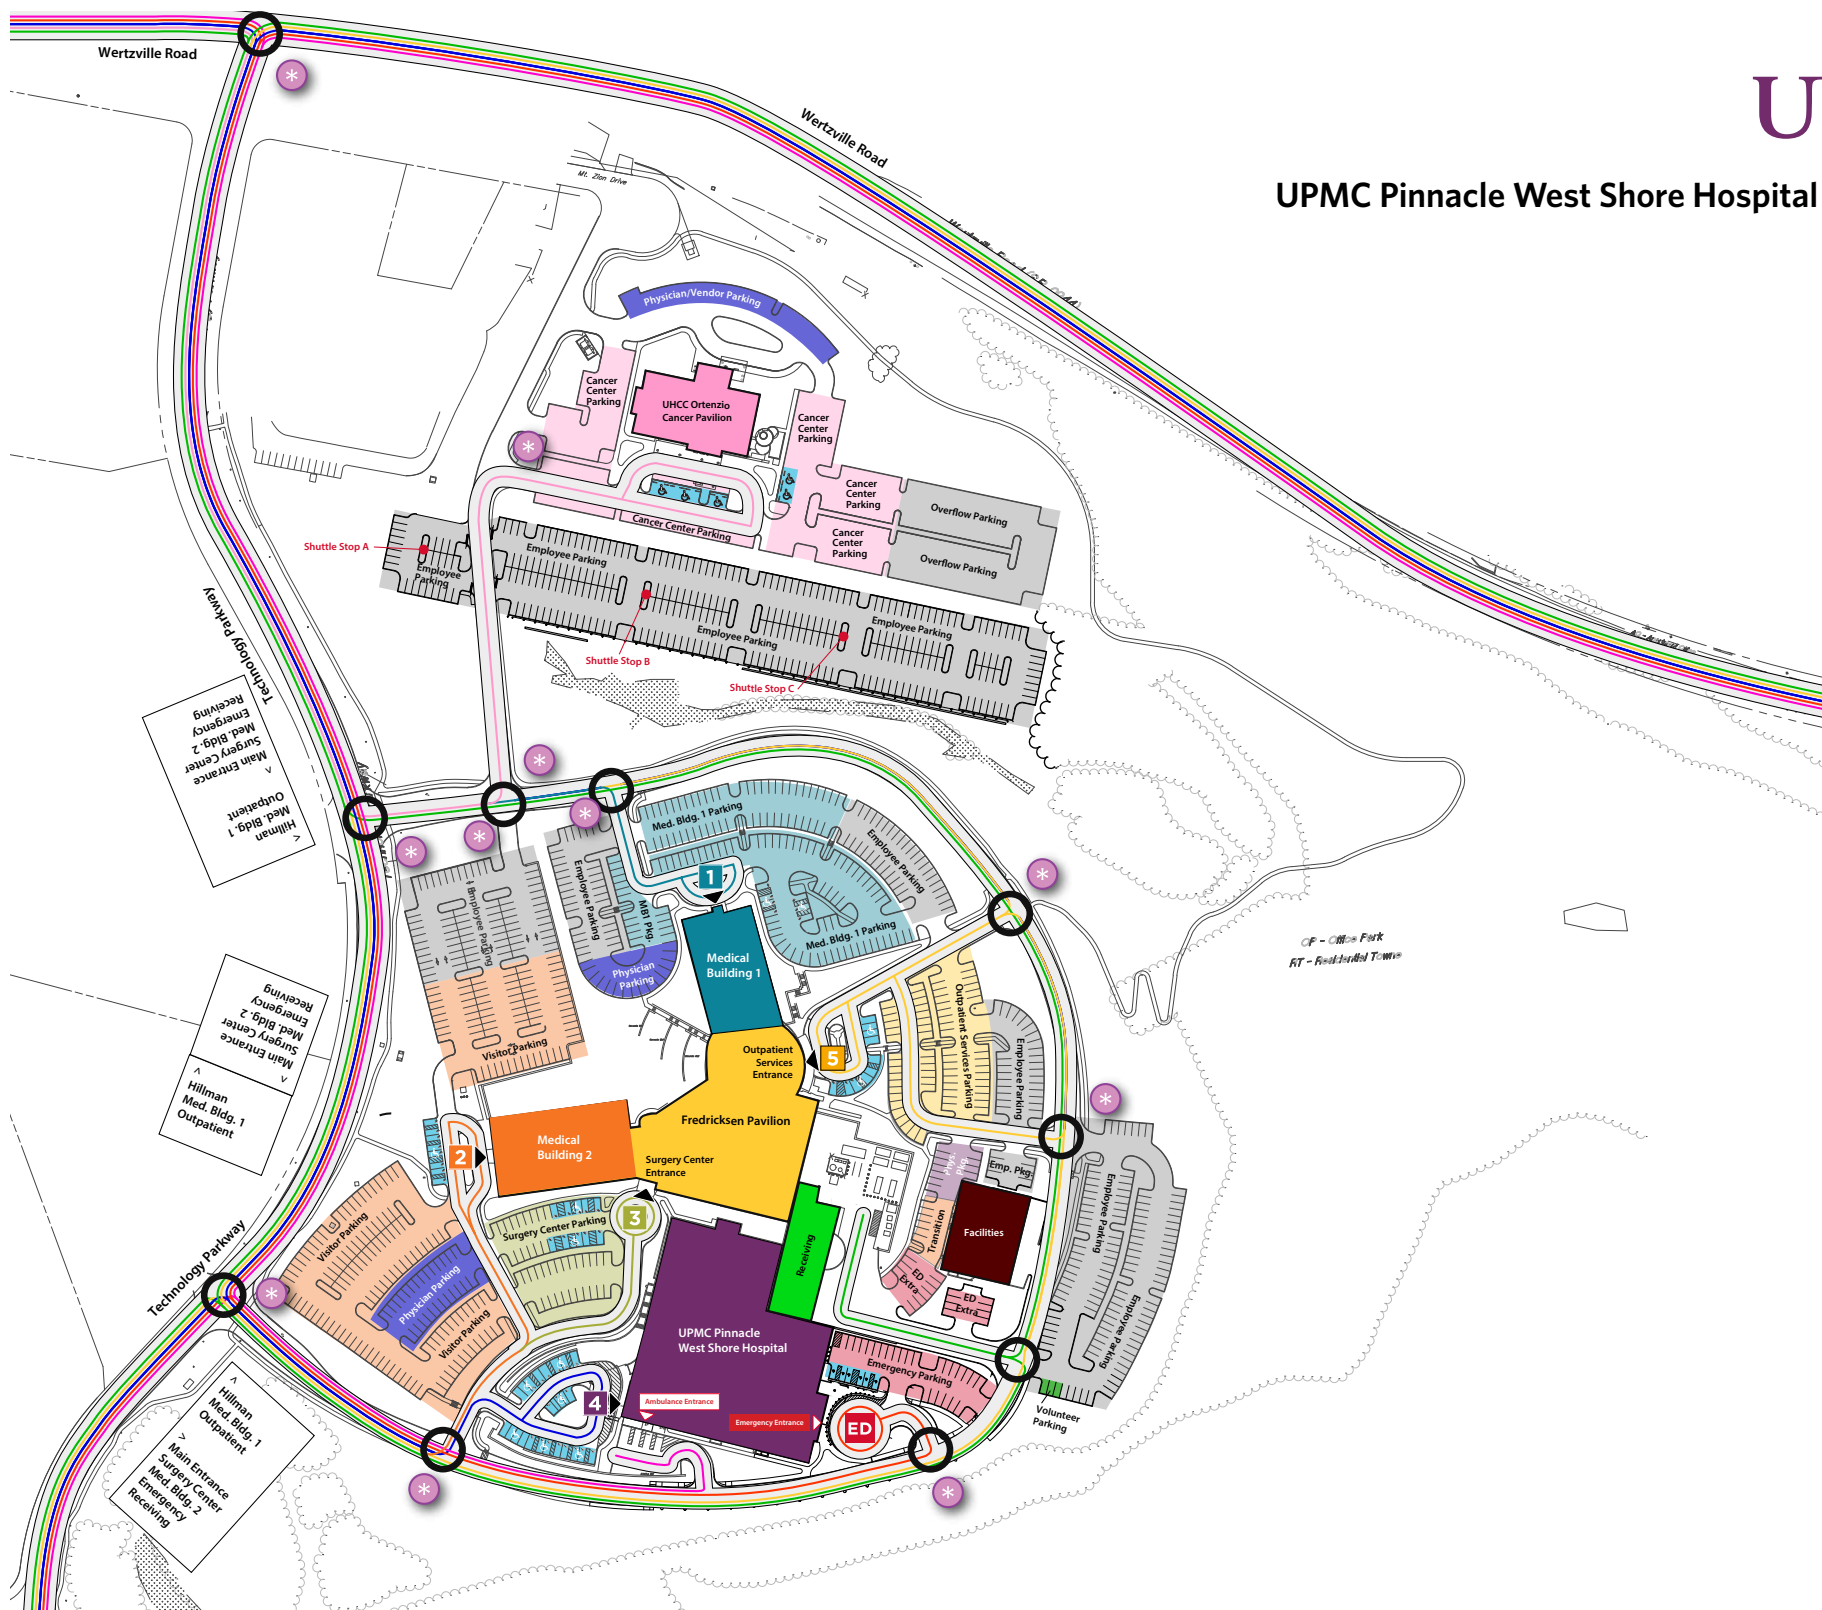 Wertzville Road
U
Wertzville Road
UPMC Pinnacle West Shore Hospital
Mt. Zion Drive
Physician/Vendor Parking
Cancer
Center
Parking
UHCC Ortenzio
Cancer Pavilion
Cancer
Center
Parking
Cancer
Center
Parking
Overflow Parking
Cancer Center Parking
Cancer
Center
Parking
Overflow Parking
Shuttle Stop A
Employee
Parking
Employee Parking
Employee Parking
Employee Parking
Shuttle Stop B
Shuttle Stop C
Technology Parkway
Hillman
Med. Bldg. 1
Outpatient
^
Main Entrance
Surgery Center
Med. Bldg. 2
Emergency
Receiving
Med. Bldg. 1 Parking
Employee Parking
Employee Parking
Employee Parking
MB1 Pkg.
1
Med. Bldg. 1 Parking
Physician
Parking
Medical
Building 1
OP - Office Park
RT - Residential Towne
Main Entrance
Surgery Center
Med. Bldg. 2
Emergency
Receiving
^
Hillman
Med. Bldg. 1
Outpatient
Visitor Parking
Outpatient
Services
Entrance
5
Outpatient Services Parking
Employee Parking
Fredricksen Pavilion
Medical
Building 2
2
Surgery Center
Entrance
Phys.
Pkg.
Emp. Pkg.
Surgery Center Parking
3
Transition
Facilities
Receiving
ED
Extra
ED
Extra
Employee Parking
Employee Parking
Technology Parkway
Visitor Parking
Physician Parking
Visitor Parking
UPMC Pinnacle
West Shore Hospital
Emergency Parking
4
Ambulance Entrance
Emergency Entrance
ED
Volunteer
Parking
^
Hillman
Med. Bldg. 1
Outpatient
>
Main Entrance
Surgery Center
Med. Bldg. 2
Emergency
Receiving